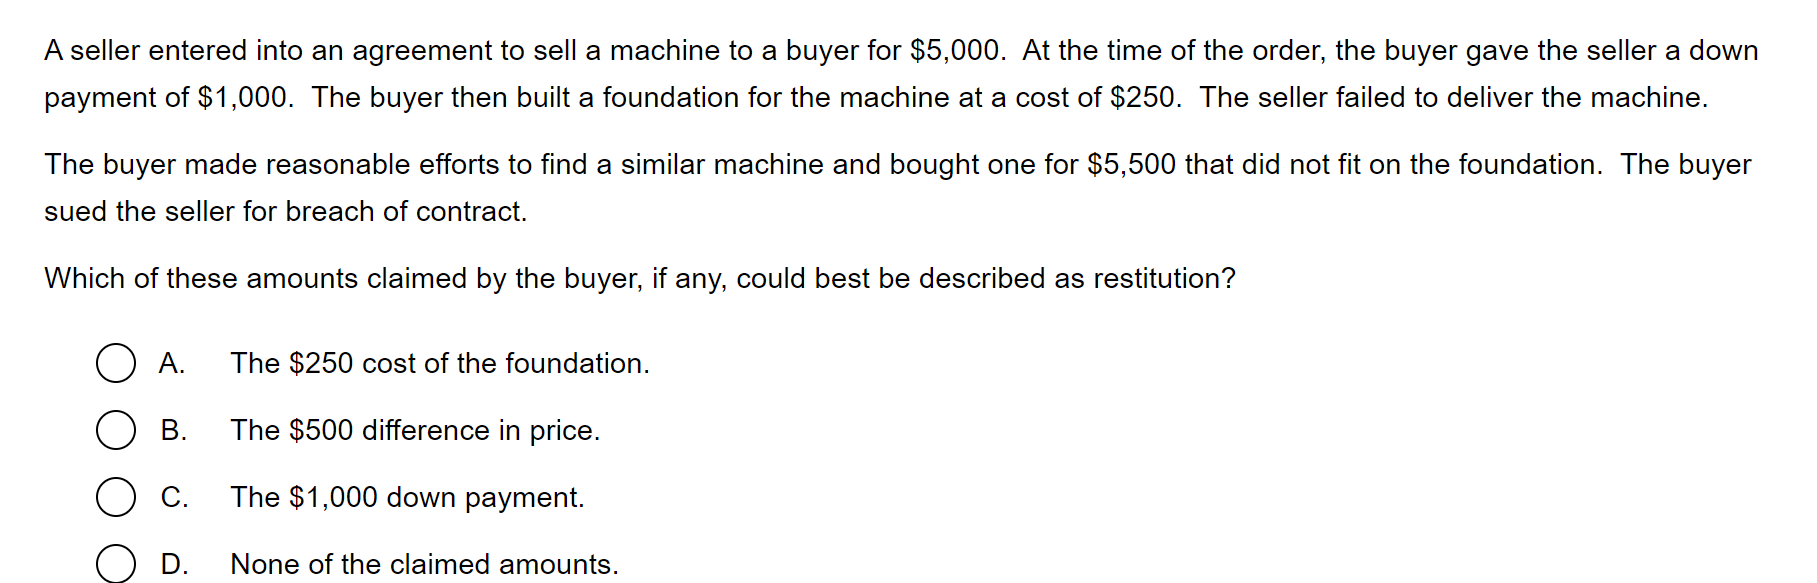 A seller entered into an agreement to sell a machine to a buyer for $5,000.  At the time of the order, the buyer gave the seller a down
payment of $1,000.  The buyer then built a foundation for the machine at a cost of $250.  The seller failed to deliver the machine.
The buyer made reasonable efforts to find a similar machine and bought one for $5,500 that did not fit on the foundation.  The buyer
sued the seller for breach of contract.
Which of these amounts claimed by the buyer, if any, could best be described as restitution?
A. The $250 cost of the foundation.
B. The $500 difference in price.
C. The $1,000 down payment.
D. None of the claimed amounts.